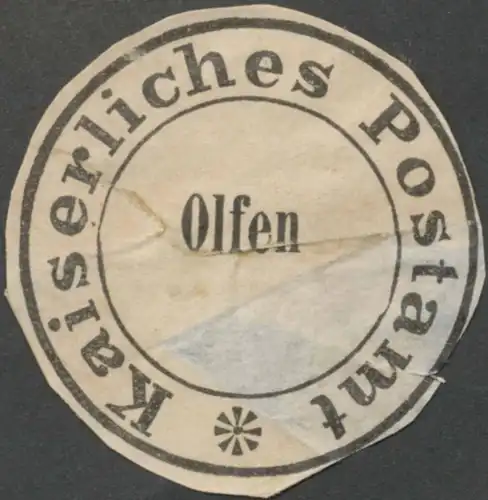 Kaiserliches Postamt
Olfen